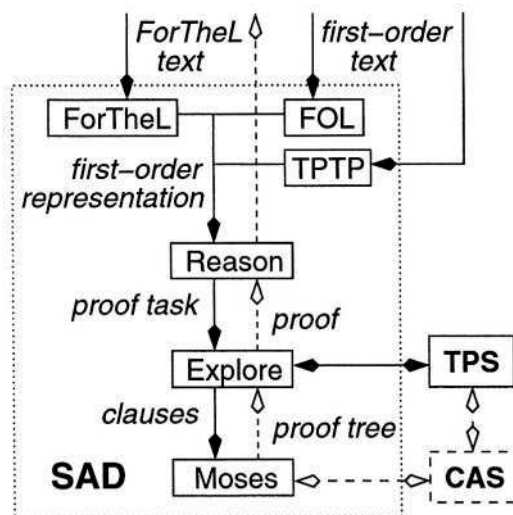 ForTheL
text
first–order
text
ForTheL
FOL
TPTP
first–order
representation
Reason
proof task
proof
Explore
TPS
clauses
proof tree
SAD
Moses
CAS